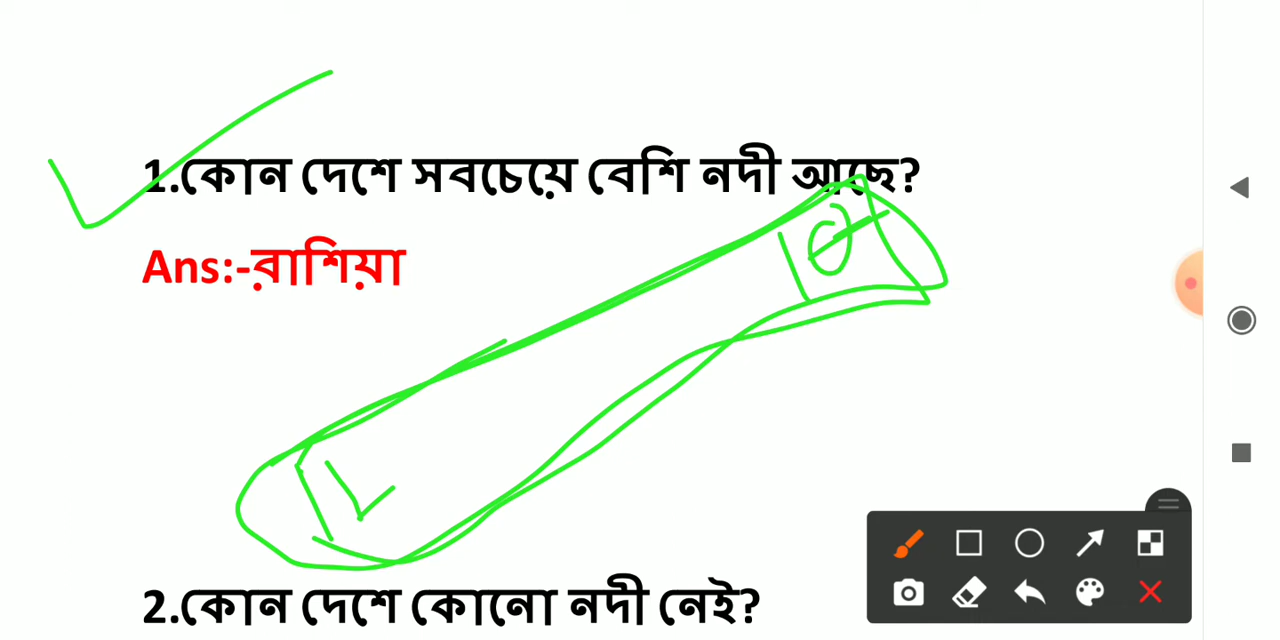 1.কোন দেশে সবচেয়ে বেশি নদী আছে?
Ans:-রাশিয়া
2.কোন দেশে কোনো নদী নেই?